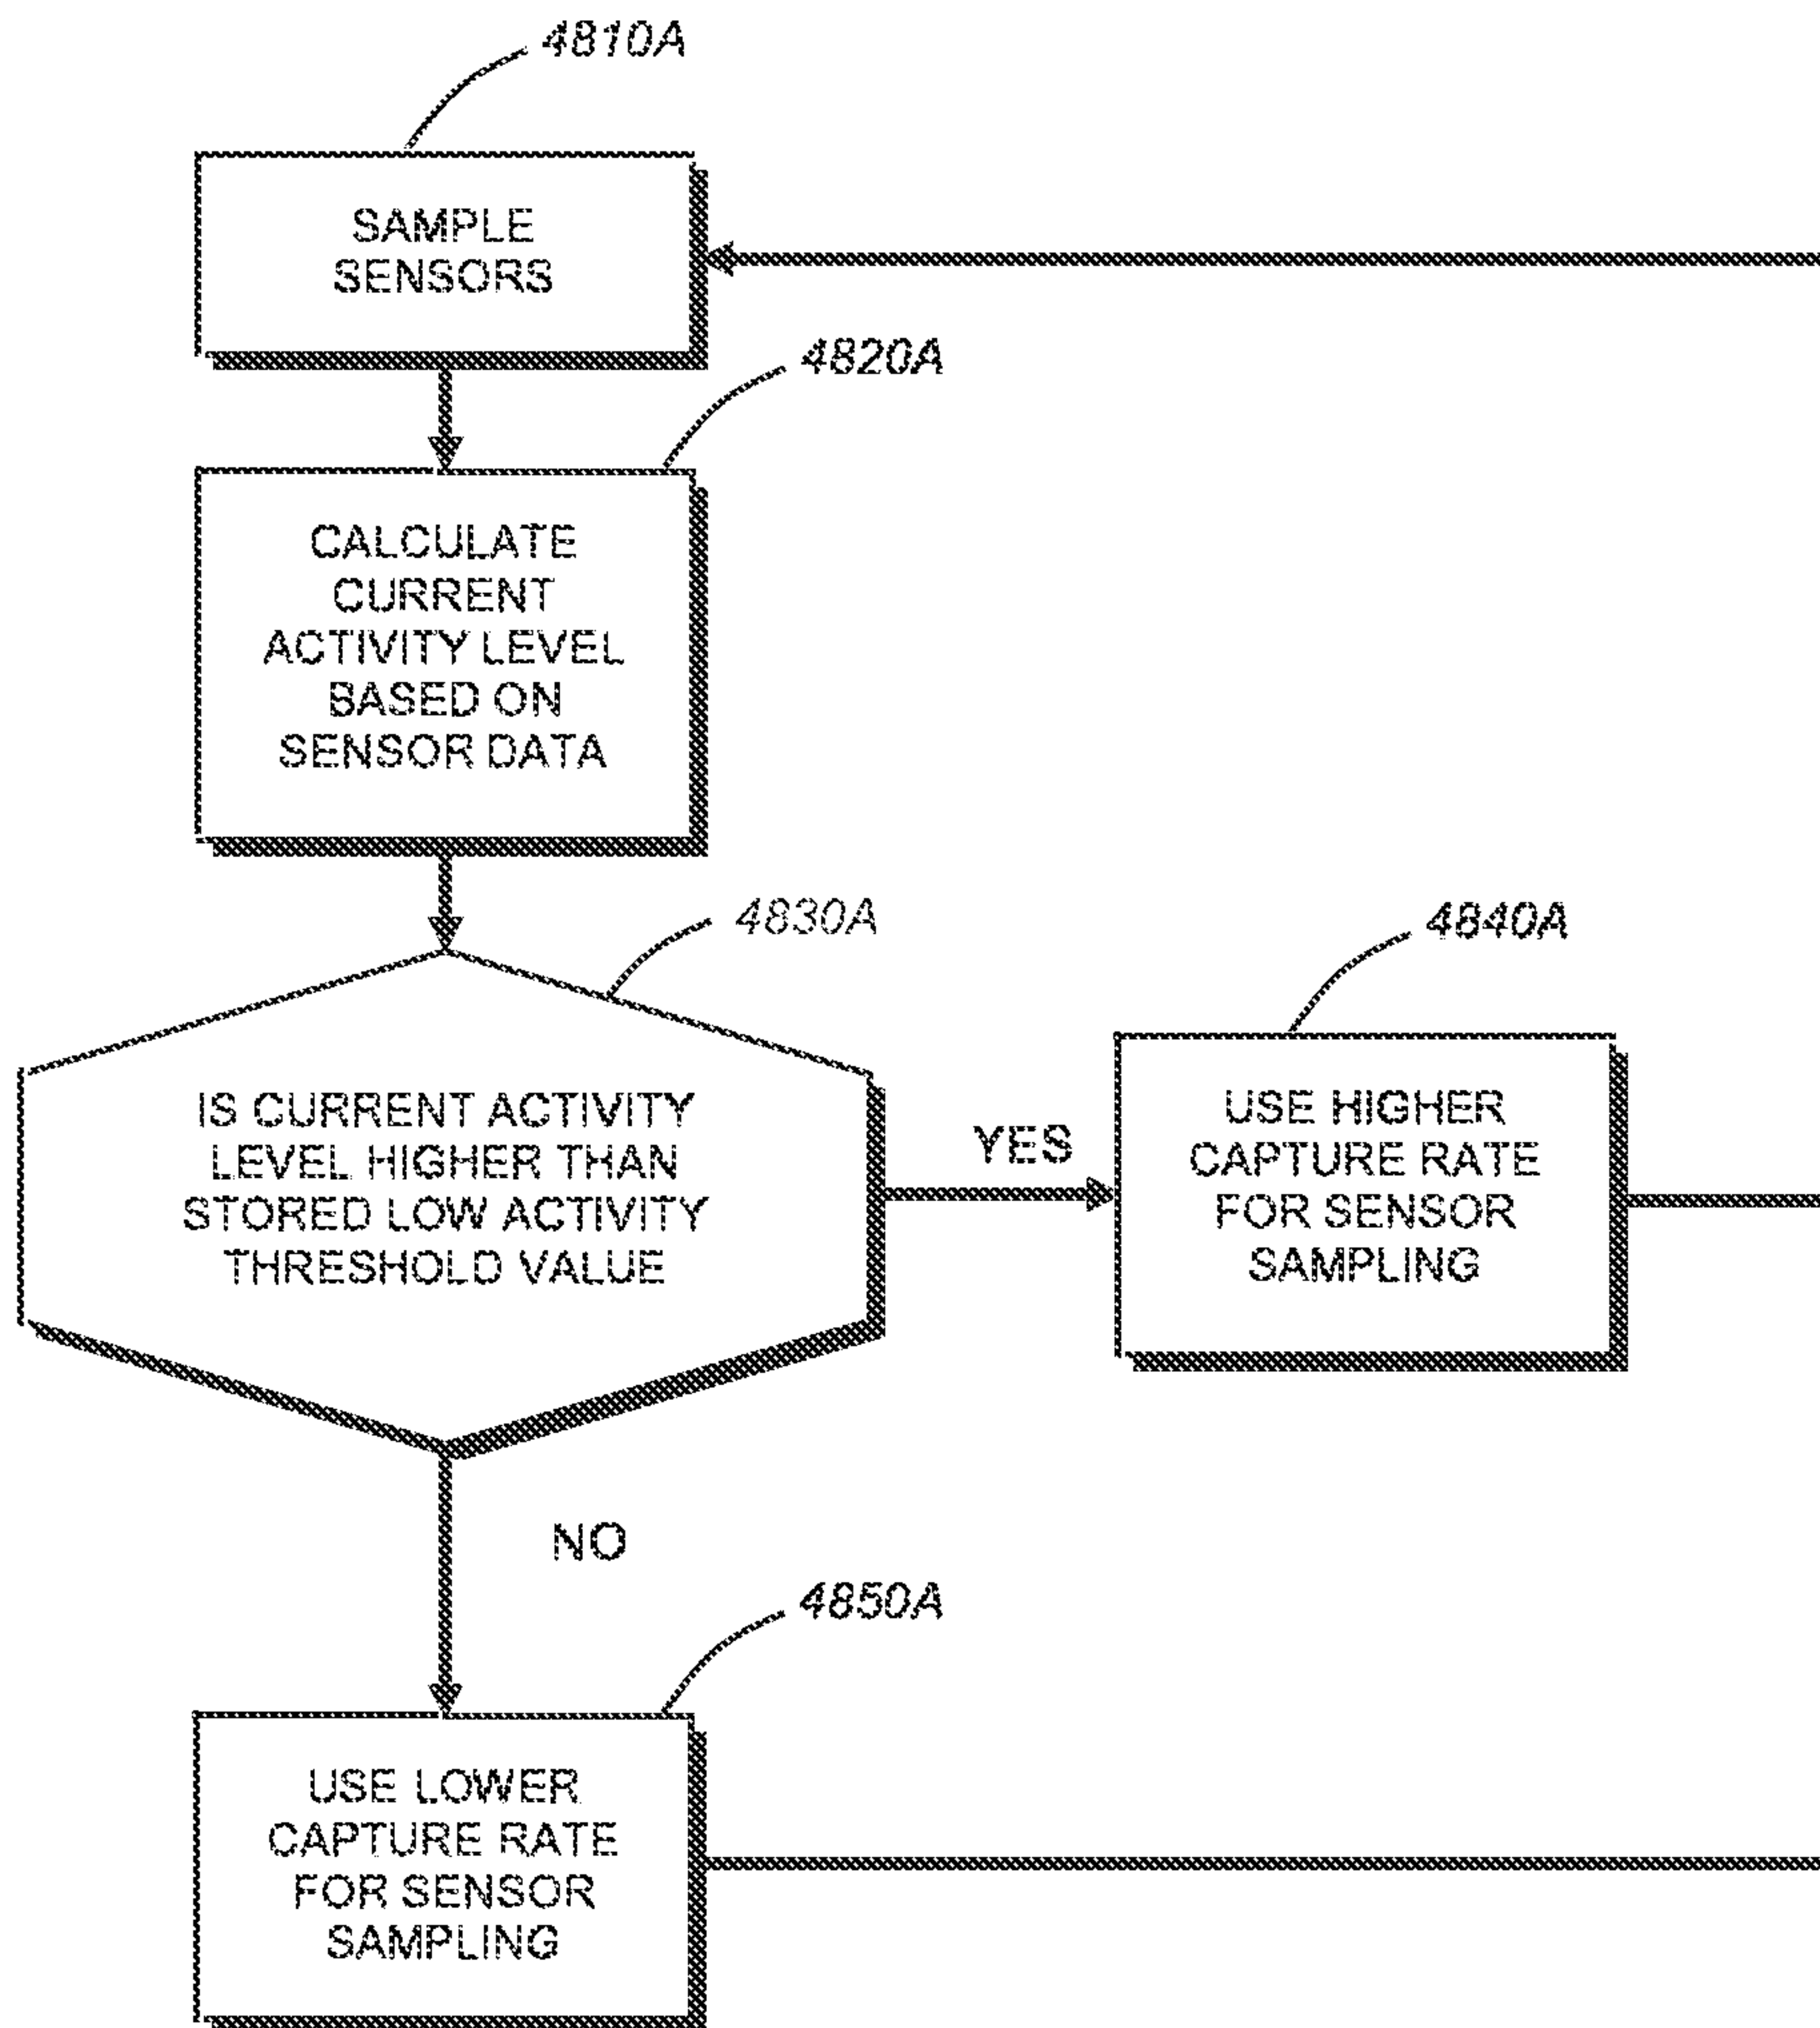 4810A
SAMPLE
SENSORS
4820A
CALCULATE
CURRENT
ACTIVITY LEVEL
BASED ON
SENSOR DATA
4830A
IS CURRENT ACTIVITY
LEVEL HIGHER THAN
STORED LOW ACTIVITY
THRESHOLD VALUE
YES
4840A
USE HIGHER
CAPTURE RATE
FOR SENSOR
SAMPLING
NO
4850A
USE LOWER
CAPTURE RATE
FOR SENSOR
SAMPLING